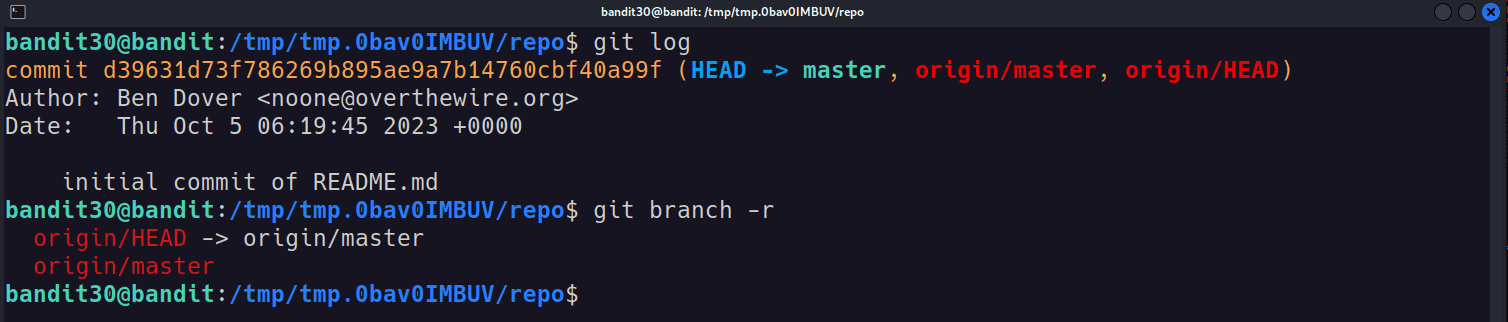 bandit30@bandit: /tmp/tmp.0bav0IMBUV/repo
bandit30@bandit:/tmp/tmp.0bav0IMBUV/repo$ git log
commit d39631d73f786269b895ae9a7b14760cbf40a99f (HEAD -> master, origin/master, origin/HEAD)
Author: Ben Dover <noone@overthewire.org>
Date:   Thu Oct 5 06:19:45 2023 +0000
    initial commit of README.md
bandit30@bandit:/tmp/tmp.0bav0IMBUV/repo$ git branch -r
  origin/HEAD -> origin/master
  origin/master
bandit30@bandit:/tmp/tmp.0bav0IMBUV/repo$